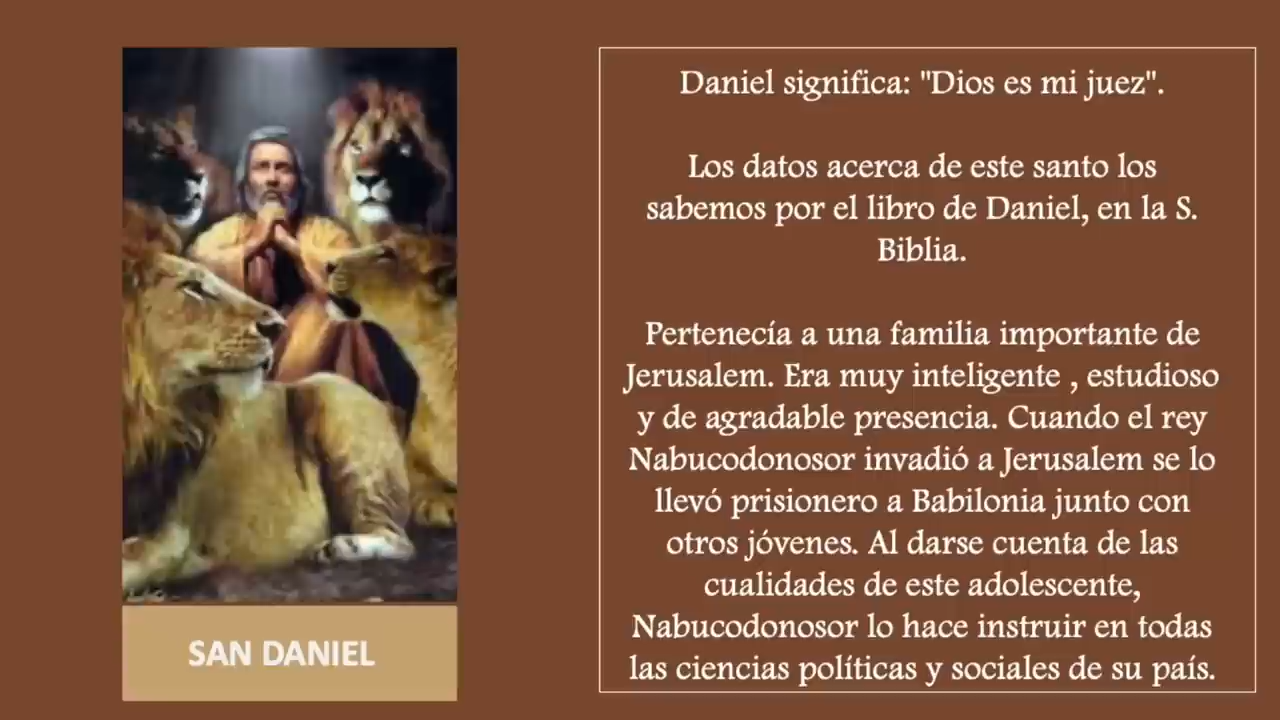 Daniel significa: "Dios es mi juez".
Los datos acerca de este santo los
sabemos por el libro de Daniel, en la S.
Biblia.
Pertenecía a una familia importante de
Jerusalem. Era muy inteligente , estudioso
y de agradable presencia. Cuando el rey
Nabucodonosor invadió a Jerusalem se lo
llevó prisionero a Babilonia junto con
otros jóvenes. Al darse cuenta de las
cualidades de este adolescente,
Nabucodonosor lo hace instruir en todas
las ciencias políticas y sociales de su país.
SAN DANIEL